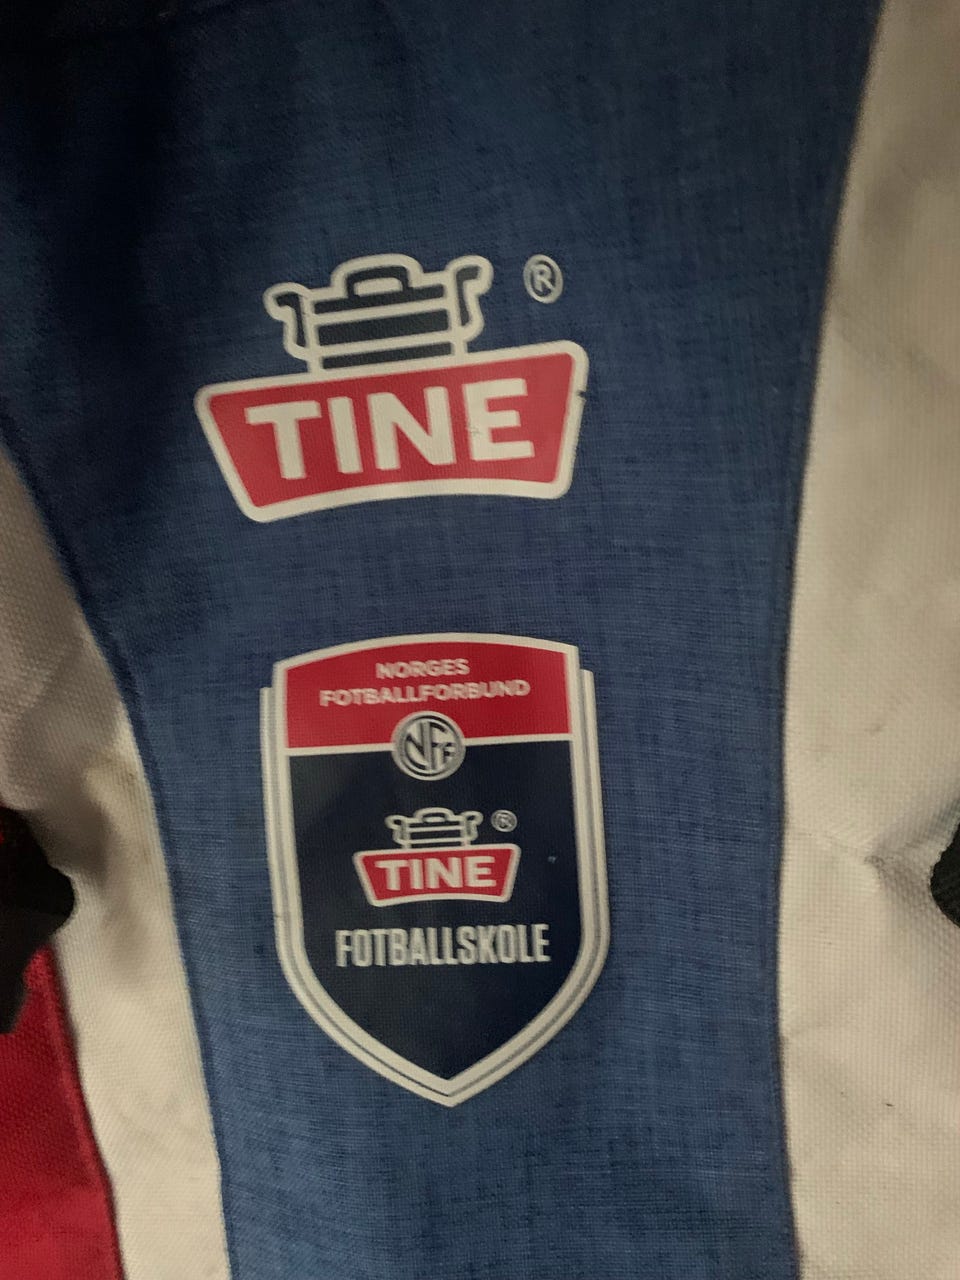 ®
TINE
NORGES
FOTBALLFORBUND
NFF
®
TINE
FOTBALLSKOLE